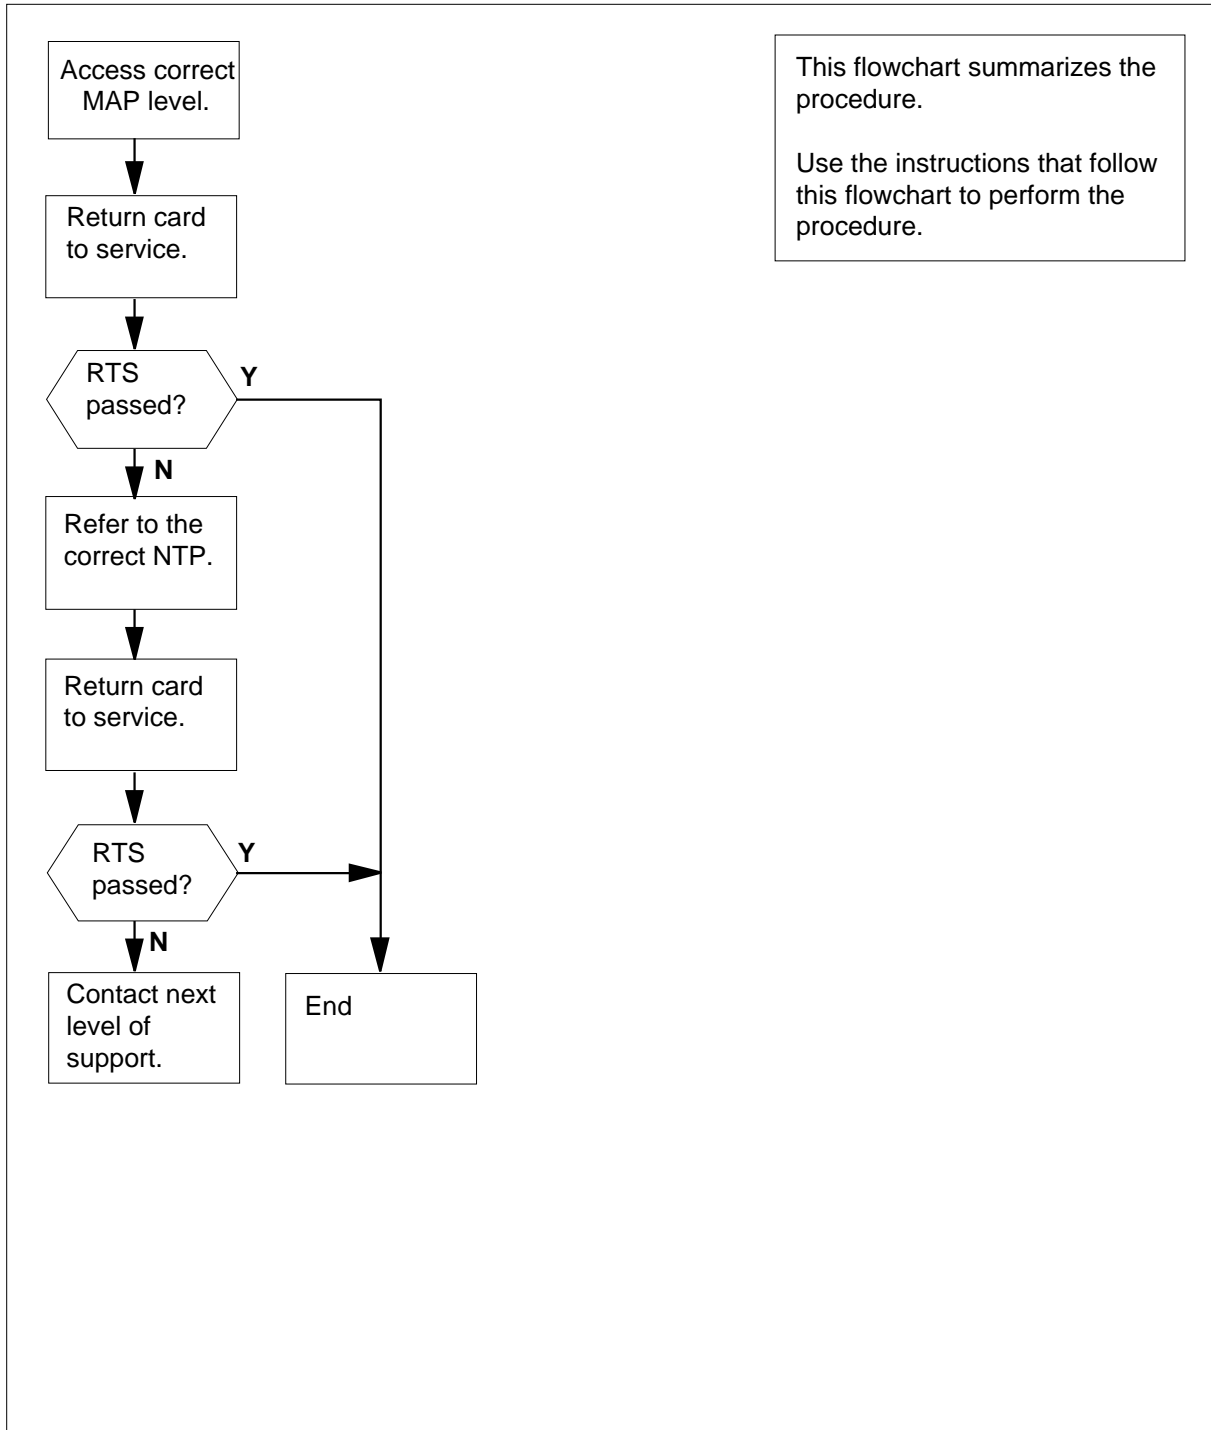 Access correct
MAP level.
Return card
to service.
RTS
passed?
Y
N
Refer to the
correct NTP.
Return card
to service.
RTS
passed?
Y
N
Contact next
level of
support.
End
This flowchart summarizes the
procedure.
Use the instructions that follow
this flowchart to perform the
procedure.